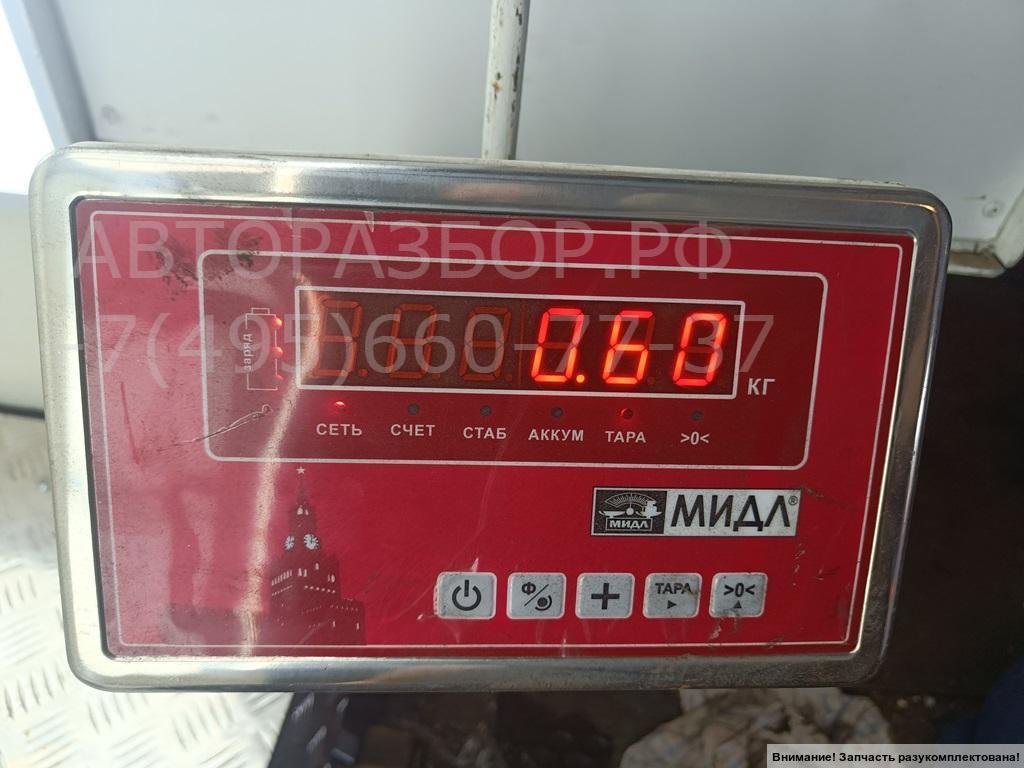 АВТОРАЗБОР.РФ
+7(495)660-77-37
заряд
0.60
КГ
СЕТЬ СЧЕТ СТАБ АККУМ ТАРА >0<
МИДЛ МИДЛ®
Ф + ТАРА >0<
Внимание! Запчасть разукомплектована!